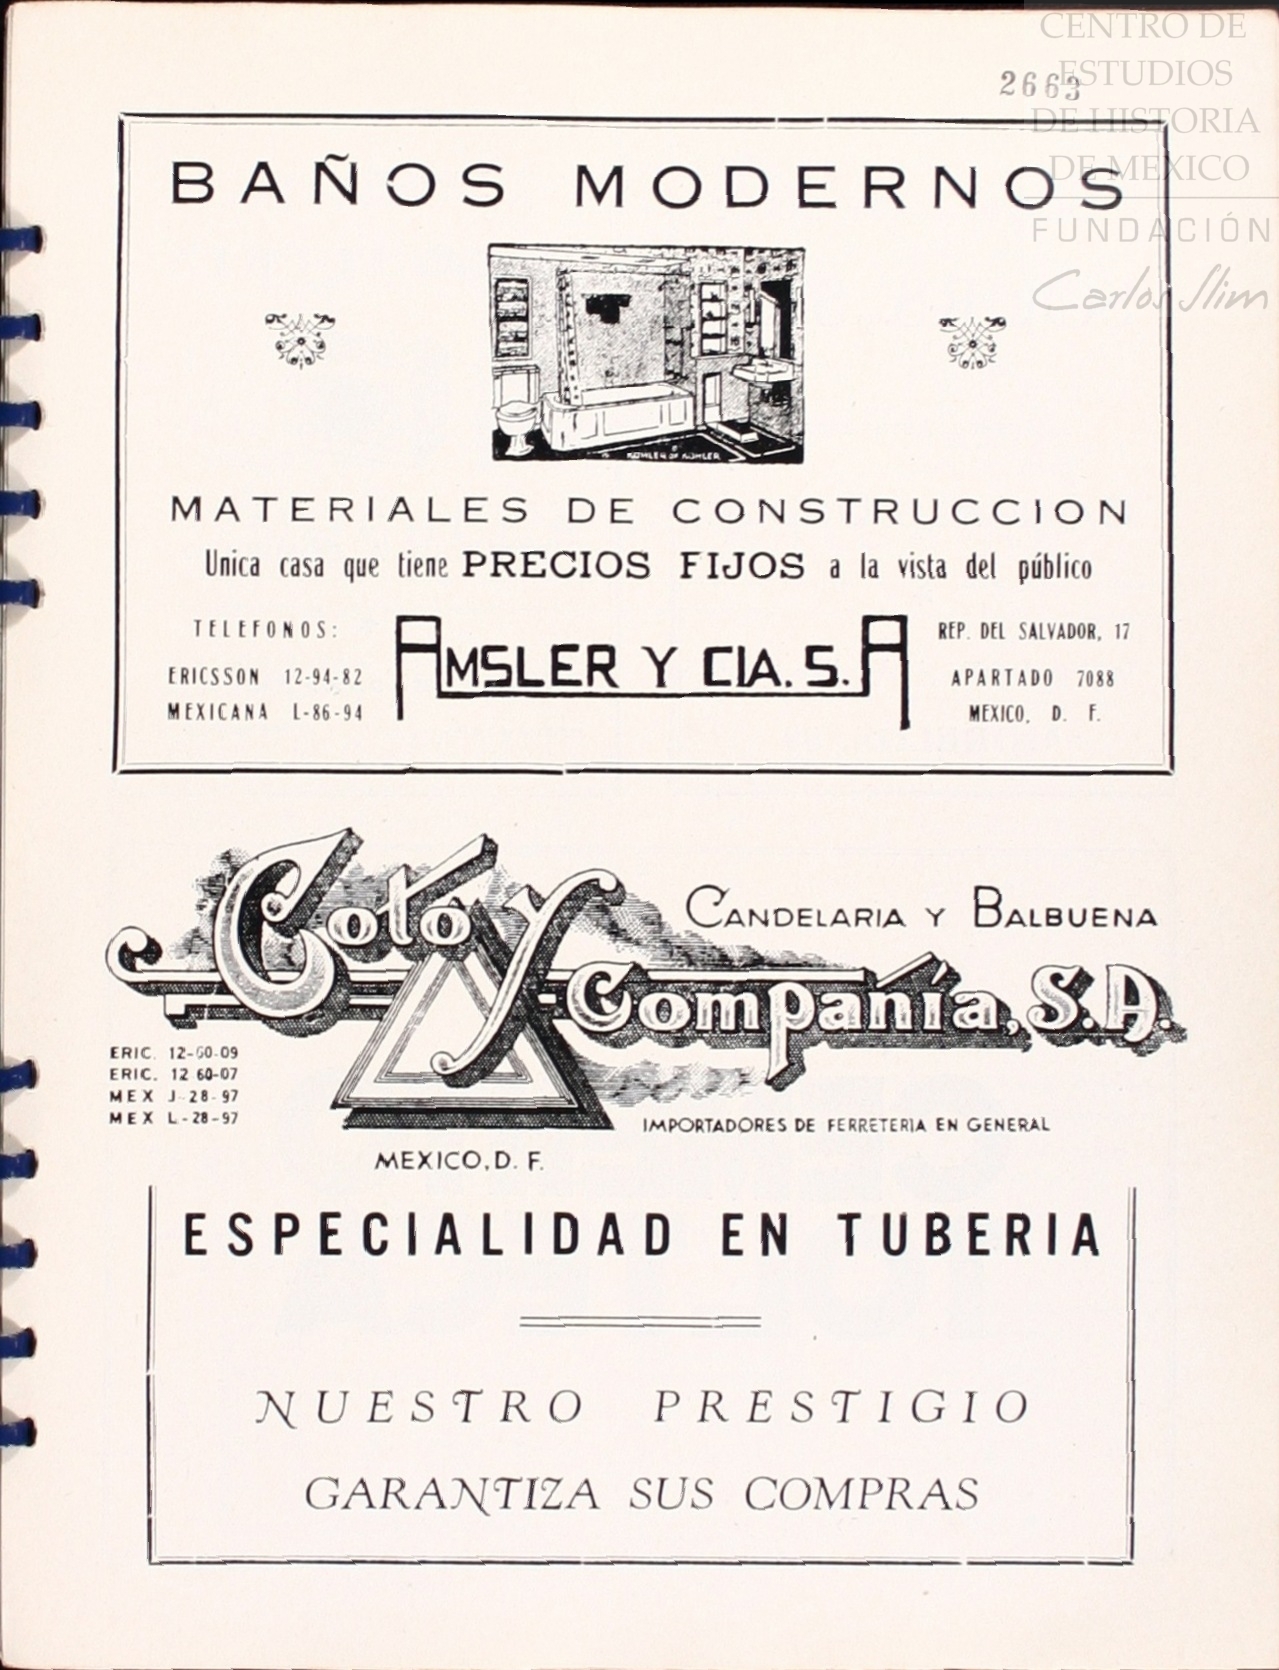 CENTRO DE
ESTUDIOS
DE HISTORIA
DE MEXICO
FUNDACIÓN
Carlos Slim
2663
BAÑOS MODERNOS
KOHLER OF KOHLER
MATERIALES DE CONSTRUCCION
Unica casa que tiene PRECIOS FIJOS a la vista del público
TELEFONOS:
ERICSSON 12-94-82
MEXICANA L-86-94
AMSLER Y CIA. S. A
REP. DEL SALVADOR, 17
APARTADO 7088
MEXICO, D. F.
Coto y Compañía, S.A.
CANDELARIA Y BALBUENA
ERIC. 12-60-09
ERIC. 12 60-07
MEX J-28-97
MEX L-28-97
IMPORTADORES DE FERRETERIA EN GENERAL
MEXICO, D. F.
ESPECIALIDAD EN TUBERIA
NUESTRO PRESTIGIO
GARANTIZA SUS COMPRAS